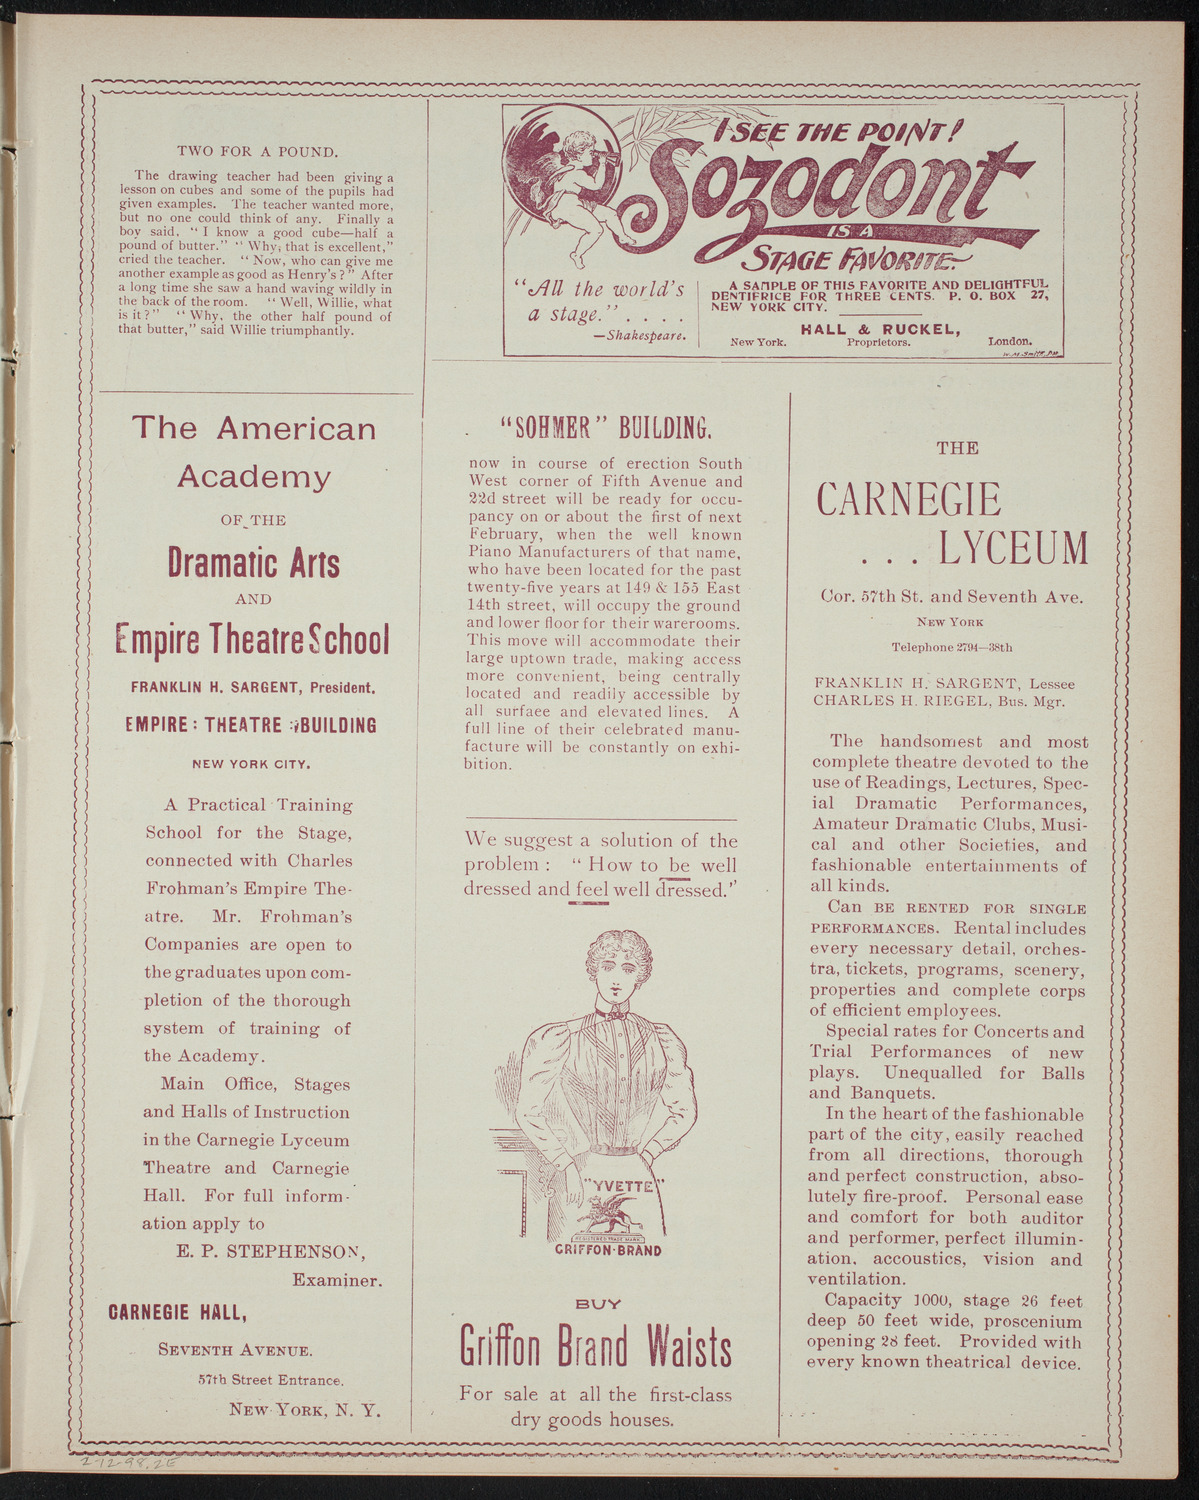 TWO FOR A POUND.
The drawing teacher had been giving a
lesson on cubes and some of the pupils had
given examples. The teacher wanted more,
but no one could think of any. Finally a
boy said, “ I know a good cube—half a
pound of butter.” “ Why, that is excellent,”
cried the teacher. “ Now, who can give me
another example as good as Henry's ? ” After
a long time she saw a hand waving wildly in
the back of the room. “ Well, Willie, what
is it ? ” “ Why, the other half pound of
that butter,” said Willie triumphantly.
I SEE THE POINT!
Sozodont
IS A
STAGE FAVORITE.
“All the world's
a stage.” . . . .
—Shakespeare.
A SAMPLE OF THIS FAVORITE AND DELIGHTFUL
DENTIFRICE FOR THREE CENTS. P. O. BOX 27,
NEW YORK CITY.
HALL & RUCKEL,
New York. Proprietors. London.
The American
Academy
OF THE
Dramatic Arts
AND
Empire Theatre School
FRANKLIN H. SARGENT, President.
EMPIRE : THEATRE : BUILDING
NEW YORK CITY.
A Practical Training
School for the Stage,
connected with Charles
Frohman's Empire The-
atre. Mr. Frohman's
Companies are open to
the graduates upon com-
pletion of the thorough
system of training of
the Academy.
Main Office, Stages
and Halls of Instruction
in the Carnegie Lyceum
Theatre and Carnegie
Hall. For full inform-
ation apply to
E. P. STEPHENSON,
Examiner.
CARNEGIE HALL,
SEVENTH AVENUE.
57th Street Entrance.
NEW YORK, N. Y.
“SOHMER” BUILDING.
now in course of erection South
West corner of Fifth Avenue and
22d street will be ready for occu-
pancy on or about the first of next
February, when the well known
Piano Manufacturers of that name,
who have been located for the past
twenty-five years at 149 & 155 East
14th street, will occupy the ground
and lower floor for their warerooms.
This move will accommodate their
large uptown trade, making access
more convenient, being centrally
located and readily accessible by
all surfaee and elevated lines. A
full line of their celebrated manu-
facture will be constantly on exhi-
bition.
We suggest a solution of the
problem : “ How to be well
dressed and feel well dressed.”
“YVETTE”
REGISTERED TRADE MARK
GRIFFON-BRAND
BUY
Griffon Brand Waists
For sale at all the first-class
dry goods houses.
THE
CARNEGIE
. . . LYCEUM
Cor. 57th St. and Seventh Ave.
NEW YORK
Telephone 2794—38th
FRANKLIN H. SARGENT, Lessee
CHARLES H. RIEGEL, Bus. Mgr.
The handsomest and most
complete theatre devoted to the
use of Readings, Lectures, Spec-
ial Dramatic Performances,
Amateur Dramatic Clubs, Musi-
cal and other Societies, and
fashionable entertainments of
all kinds.
Can BE RENTED FOR SINGLE
PERFORMANCES. Rental includes
every necessary detail, orches-
tra, tickets, programs, scenery,
properties and complete corps
of efficient employees.
Special rates for Concerts and
Trial Performances of new
plays. Unequalled for Balls
and Banquets.
In the heart of the fashionable
part of the city, easily reached
from all directions, thorough
and perfect construction, abso-
lutely fire-proof. Personal ease
and comfort for both auditor
and performer, perfect illumin-
ation, accoustics, vision and
ventilation.
Capacity 1000, stage 26 feet
deep 50 feet wide, proscenium
opening 28 feet. Provided with
every known theatrical device.
2-12-98, 2E